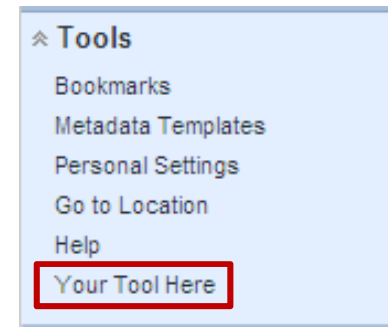 Tools
Bookmarks
Metadata Templates
Personal Settings
Go to Location
Help
Your Tool Here